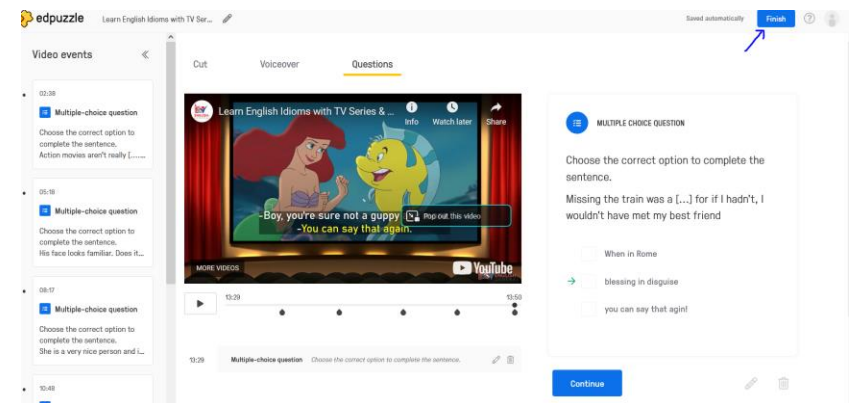 edpuzzle
Learn English Idioms with TV Ser...
Saved automatically
Finish
Video events
Cut
Voiceover
Questions
02:38
Multiple-choice question
Choose the correct option to
complete the sentence.
Action movies aren't really [......
05:18
Multiple-choice question
Choose the correct option to
complete the sentence.
His face looks familiar. Does it...
08:17
Multiple-choice question
Choose the correct option to
complete the sentence.
She is a very nice person and i...
10:48
Learn English Idioms with TV Series & ...
Info
Watch later
Share
-Boy, you're sure not a guppy
-You can say that again.
Pop out this video
MORE VIDEOS
YouTube
13:29
13:50
13:29
Multiple-choice question
Choose the correct option to complete the sentence.
MULTIPLE CHOICE QUESTION
Choose the correct option to complete the
sentence.
Missing the train was a [...] for if I hadn't, I
wouldn't have met my best friend
When in Rome
blessing in disguise
you can say that agin!
Continue